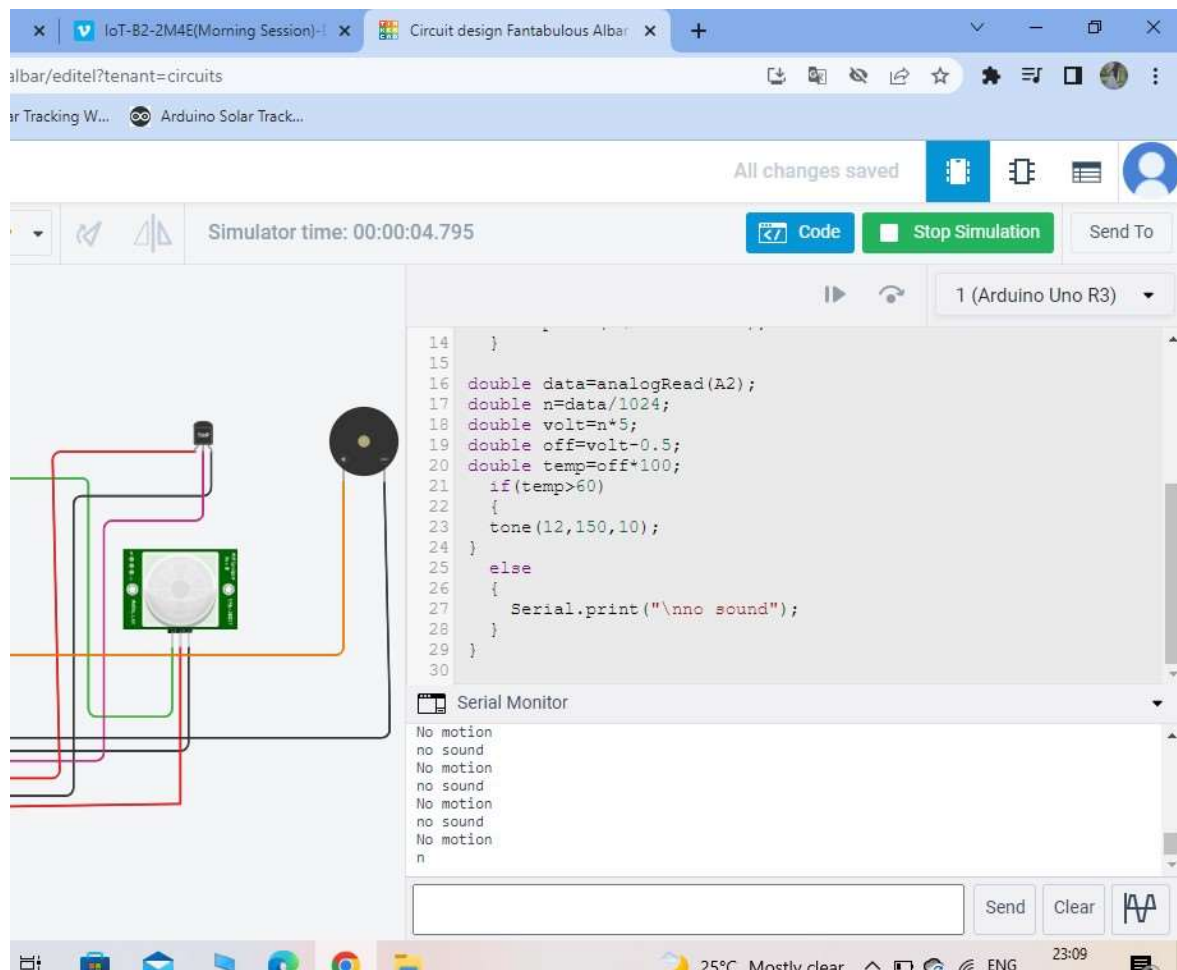 IoT-B2-2M4E(Morning Session)-
Circuit design Fantabulous Albar
albar/editel?tenant=circuits
ar Tracking W...
Arduino Solar Track...
All changes saved
Simulator time: 00:00:04.795
Code
Stop Simulation
Send To
1 (Arduino Uno R3)
14 }
15
16 double data=analogRead(A2);
17 double n=data/1024;
18 double volt=n*5;
19 double off=volt-0.5;
20 double temp=off*100;
21 if(temp>60)
22 {
23 tone(12,150,10);
24 }
25 else
26 {
27 Serial.print("\nno sound");
28 }
29 }
30
Serial Monitor
No motion
no sound
No motion
no sound
No motion
no sound
No motion
n
Send
Clear
25°C Mostly clear
ENG
23:09